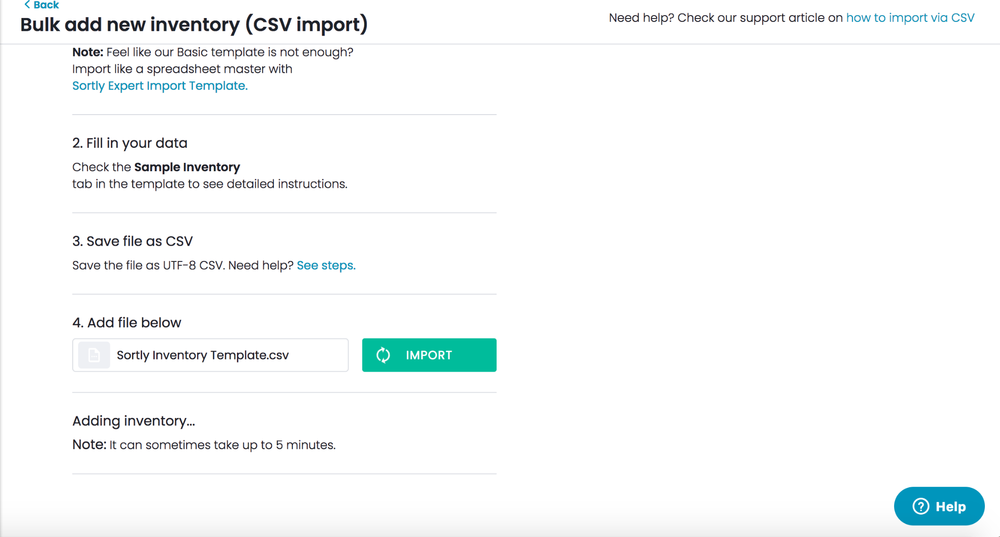 Back
Bulk add new inventory (CSV import)
Need help? Check our support article on how to import via CSV
Note: Feel like our Basic template is not enough?
Import like a spreadsheet master with
Sortly Expert Import Template.
2. Fill in your data
Check the Sample Inventory
tab in the template to see detailed instructions.
3. Save file as CSV
Save the file as UTF-8 CSV. Need help? See steps.
4. Add file below
Sortly Inventory Template.csv
IMPORT
Adding inventory...
Note: It can sometimes take up to 5 minutes.
Help